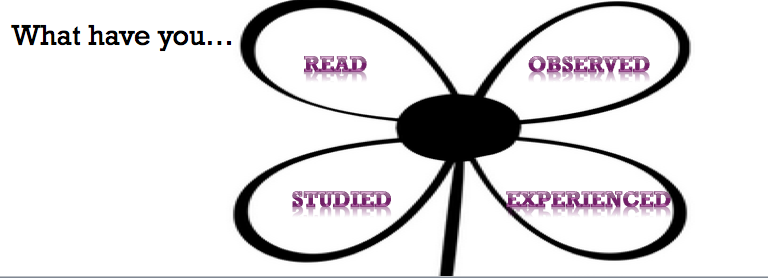 What have you...
READ
OBSERVED
STUDIED
EXPERIENCED